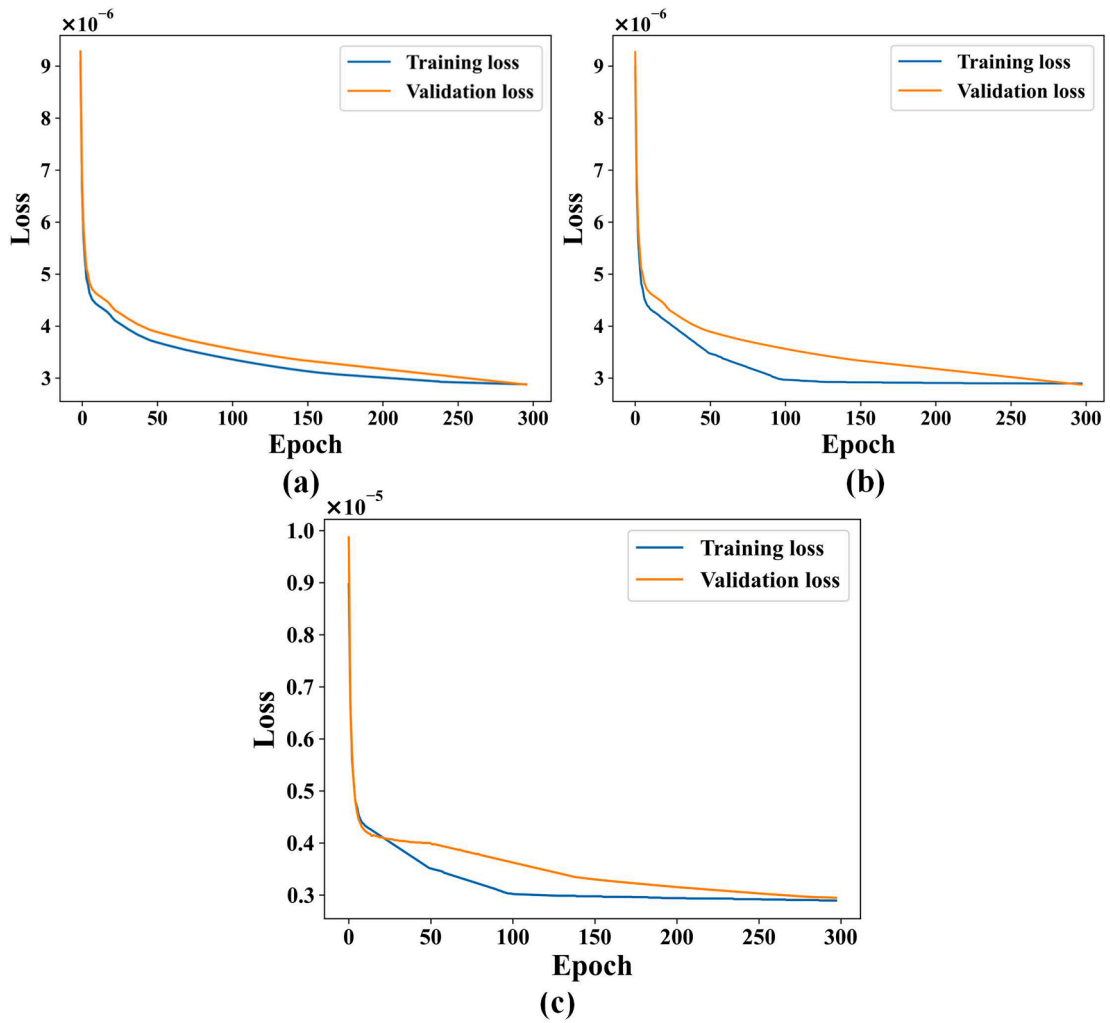 ×10⁻⁶
Training loss
Validation loss
9
8
7
6
5
4
3
Loss
0 50 100 150 200 250 300
Epoch
(a)
×10⁻⁶
Training loss
Validation loss
9
8
7
6
5
4
3
Loss
0 50 100 150 200 250 300
Epoch
(b)
×10⁻⁵
Training loss
Validation loss
1.0
0.9
0.8
0.7
0.6
0.5
0.4
0.3
Loss
0 50 100 150 200 250 300
Epoch
(c)